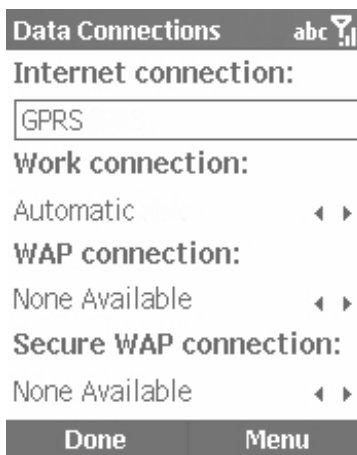 Data Connections abc
Internet connection:
GPRS
Work connection:
Automatic
WAP connection:
None Available
Secure WAP connection:
None Available
Done Menu